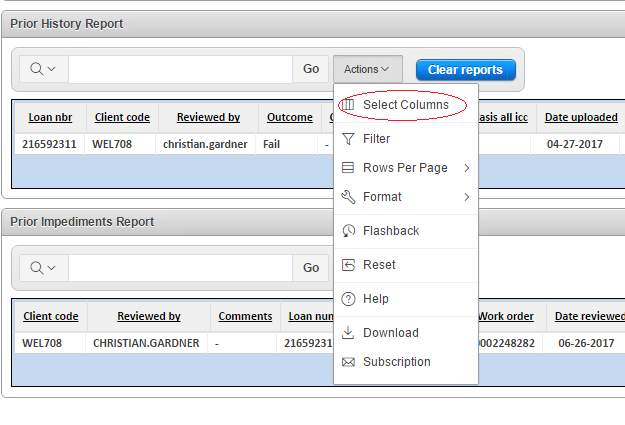 Prior History Report
Go Actions Clear reports
Select Columns
Loan nbr Client code Reviewed by Outcome asis all icc Date uploaded
216592311 WEL708 christian.gardner Fail - 04-27-2017
Filter
Rows Per Page
Format
Prior Impediments Report
Flashback
Go
Reset
Help
Client code Reviewed by Comments Loan nun Work order Date reviewed
WEL708 CHRISTIAN.GARDNER - 21659231 0002248282 06-26-2017
Download
Subscription